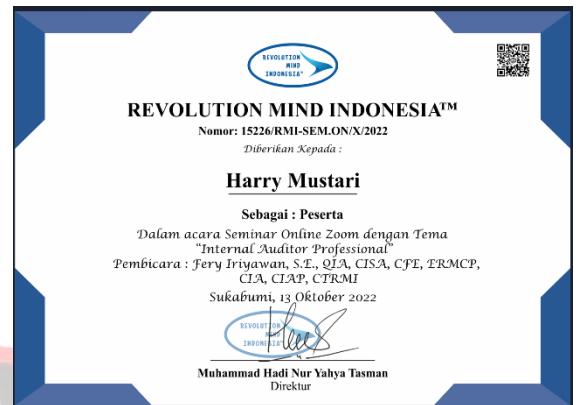 REVOLUTION
MIND
INDONESIA™
REVOLUTION MIND INDONESIA™
Nomor: 15226/RMI-SEM.ON/X/2022
Diberikan Kepada :
Harry Mustari
Sebagai : Peserta
Dalam acara Seminar Online Zoom dengan Tema
"Internal Auditor Professional"
Pembicara : Fery Iriyawan, S.E., QIA, CISA, CFE, ERMCP,
CIA, CIAP, CTRMI
Sukabumi, 13 Oktober 2022
REVOLUTION
MIND
INDONESIA™
Muhammad Hadi Nur Yahya Tasman
Direktur